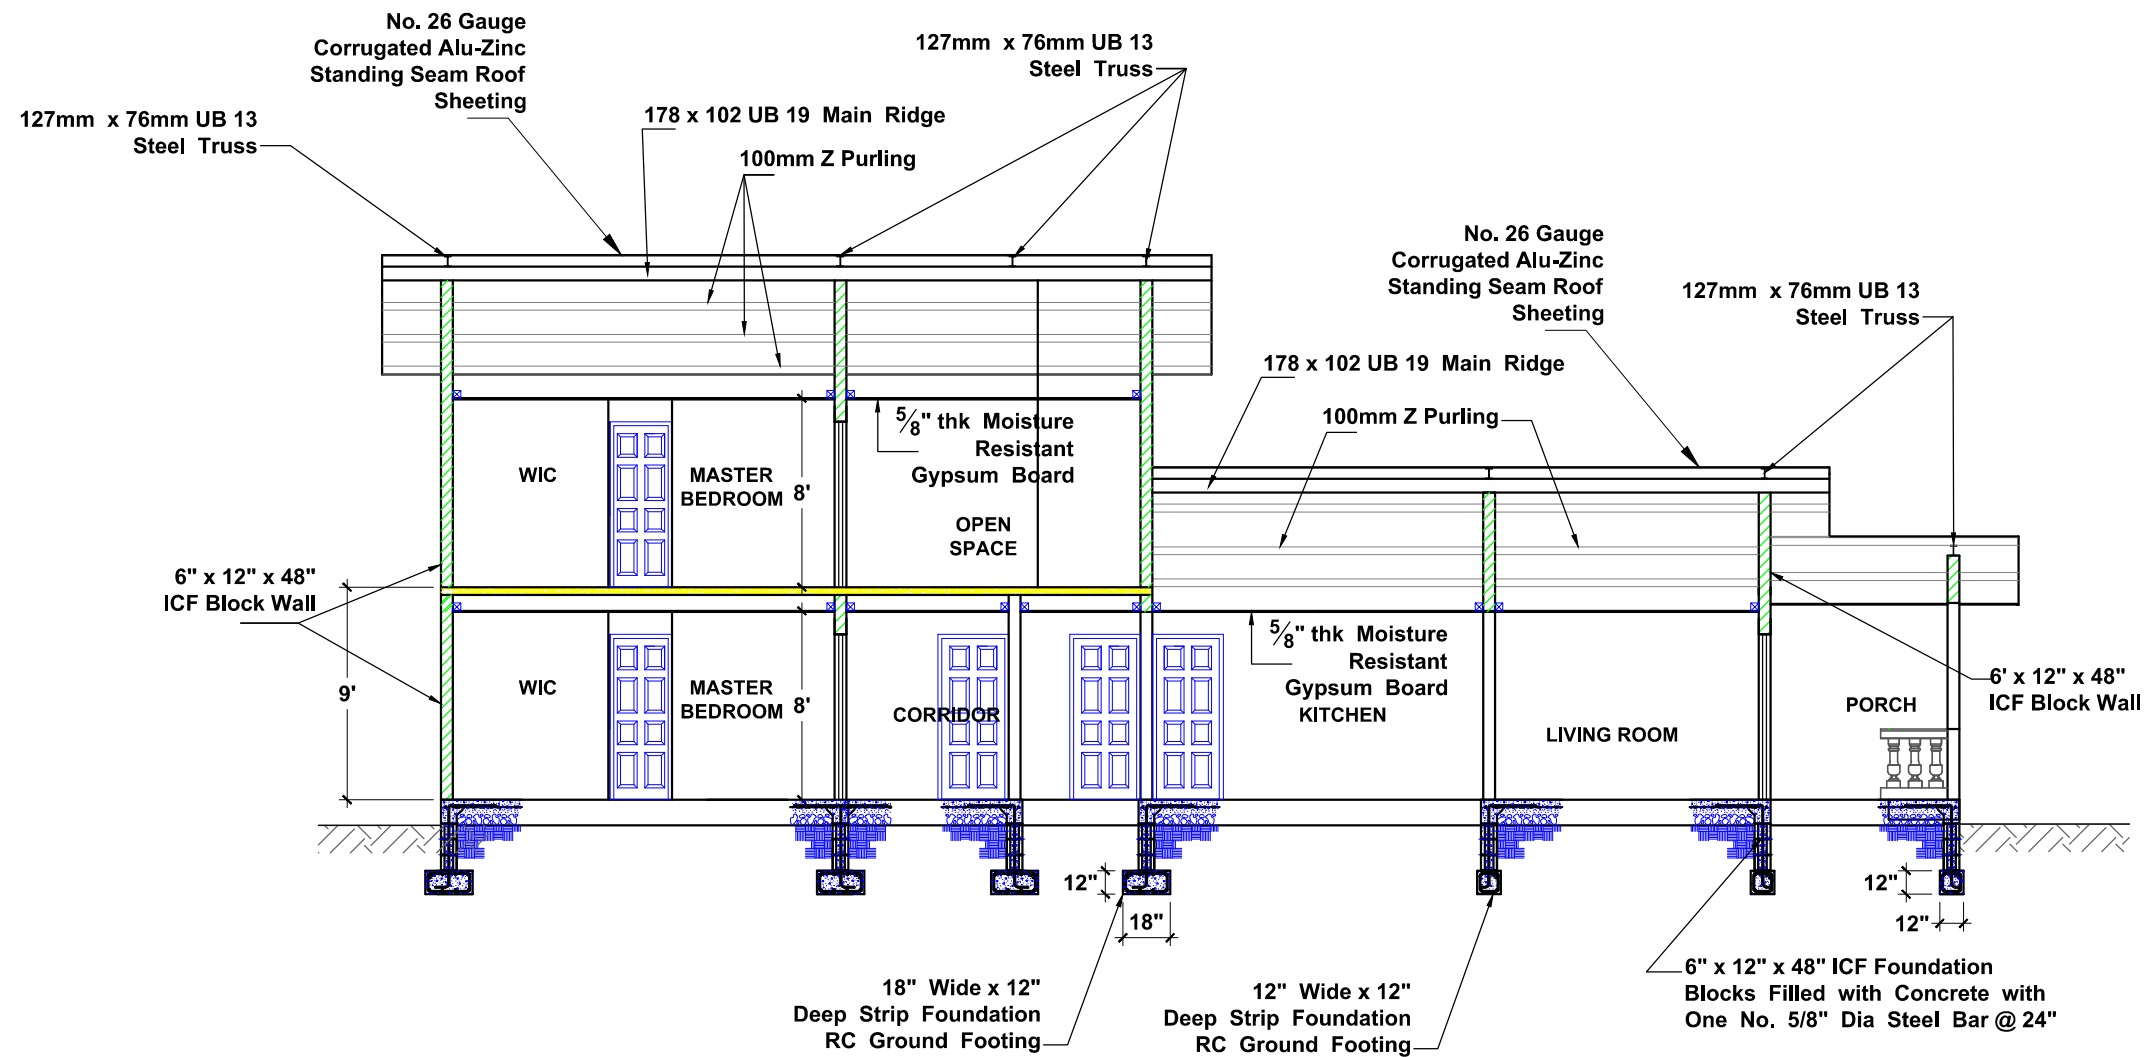 No. 26 Gauge
Corrugated Alu-Zinc
Standing Seam Roof
Sheeting
127mm x 76mm UB 13
Steel Truss
127mm x 76mm UB 13
Steel Truss
178 x 102 UB 19 Main Ridge
100mm Z Purling
No. 26 Gauge
Corrugated Alu-Zinc
Standing Seam Roof
Sheeting
127mm x 76mm UB 13
Steel Truss
178 x 102 UB 19 Main Ridge
100mm Z Purling
5/8" thk Moisture
Resistant
Gypsum Board
WIC
MASTER
BEDROOM
8'
OPEN
SPACE
6" x 12" x 48"
ICF Block Wall
9'
WIC
MASTER
BEDROOM
8'
CORRIDOR
5/8" thk Moisture
Resistant
Gypsum Board
KITCHEN
LIVING ROOM
PORCH
6' x 12" x 48"
ICF Block Wall
12"
18"
12"
12"
18" Wide x 12"
Deep Strip Foundation
RC Ground Footing
12" Wide x 12"
Deep Strip Foundation
RC Ground Footing
6" x 12" x 48" ICF Foundation
Blocks Filled with Concrete with
One No. 5/8" Dia Steel Bar @ 24"